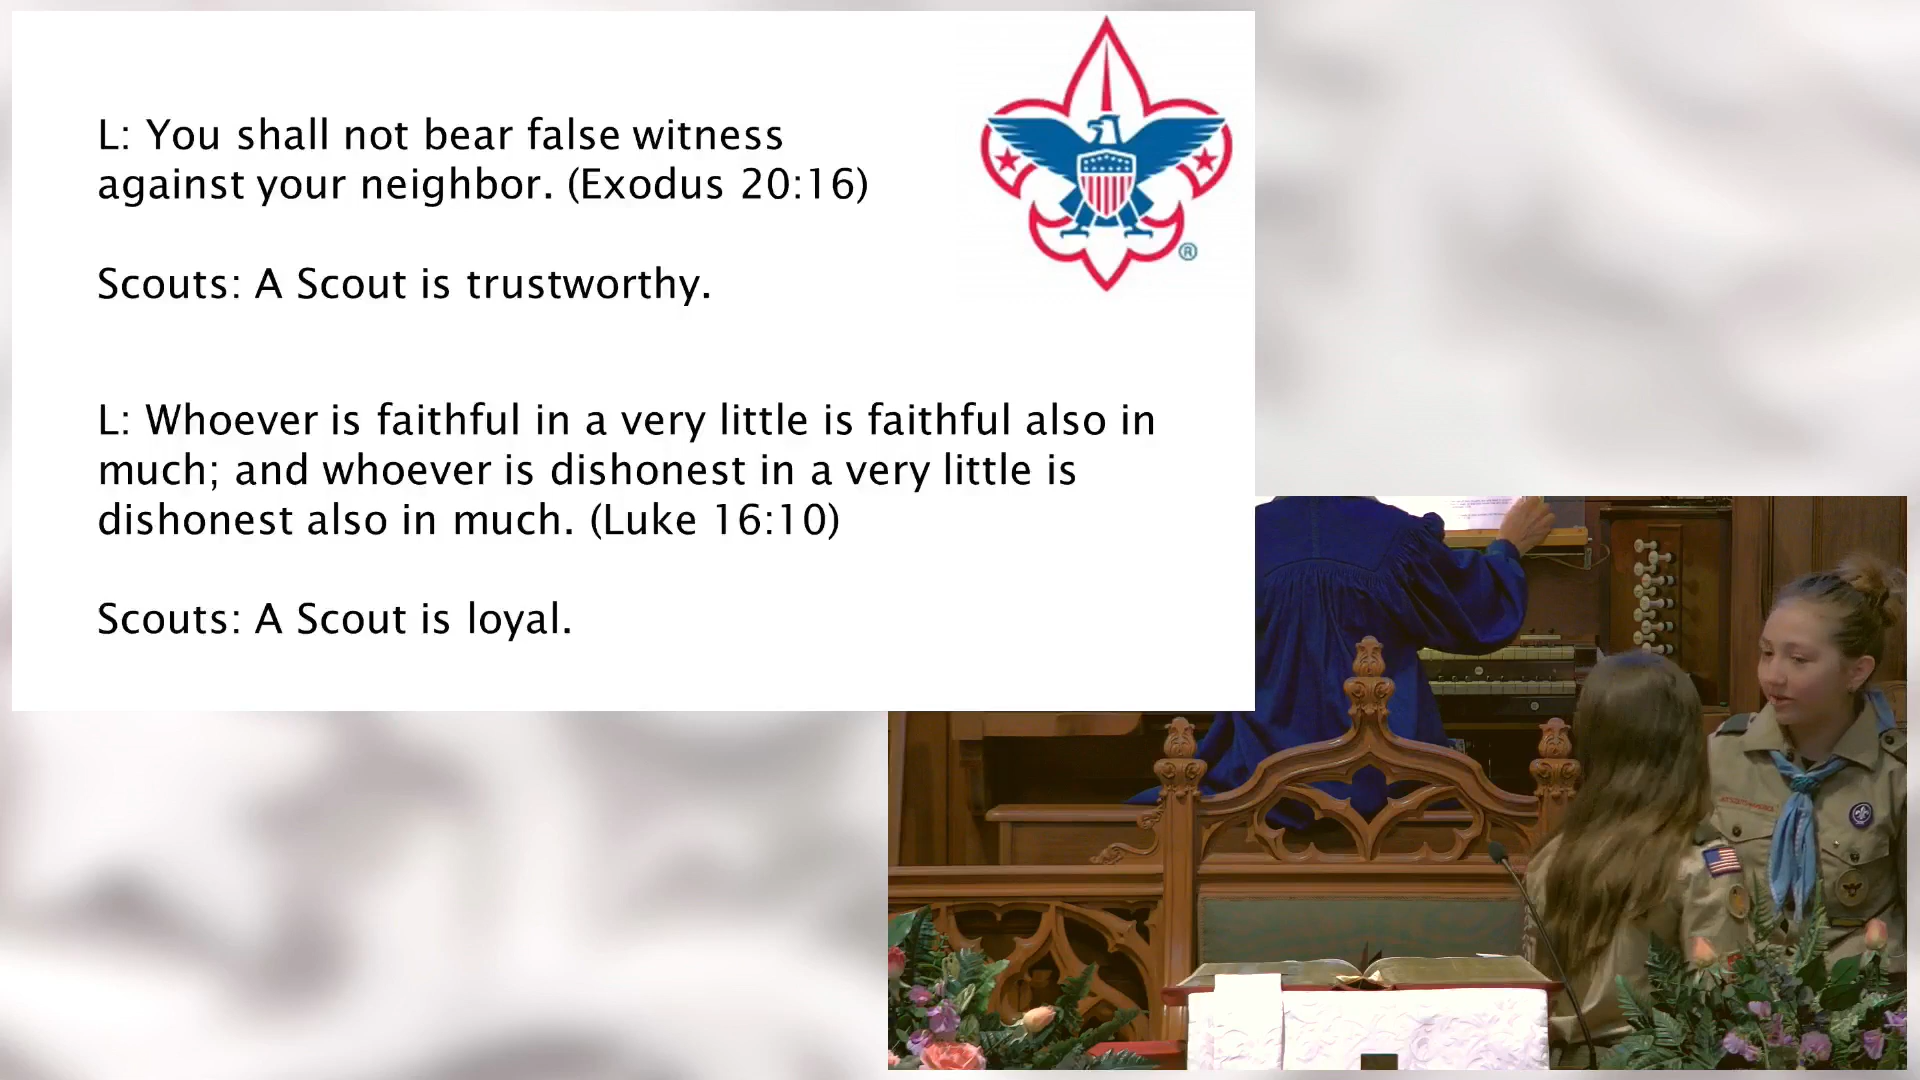 L: You shall not bear false witness
against your neighbor. (Exodus 20:16)
Scouts: A Scout is trustworthy.
L: Whoever is faithful in a very little is faithful also in
much; and whoever is dishonest in a very little is
dishonest also in much. (Luke 16:10)
Scouts: A Scout is loyal.
®